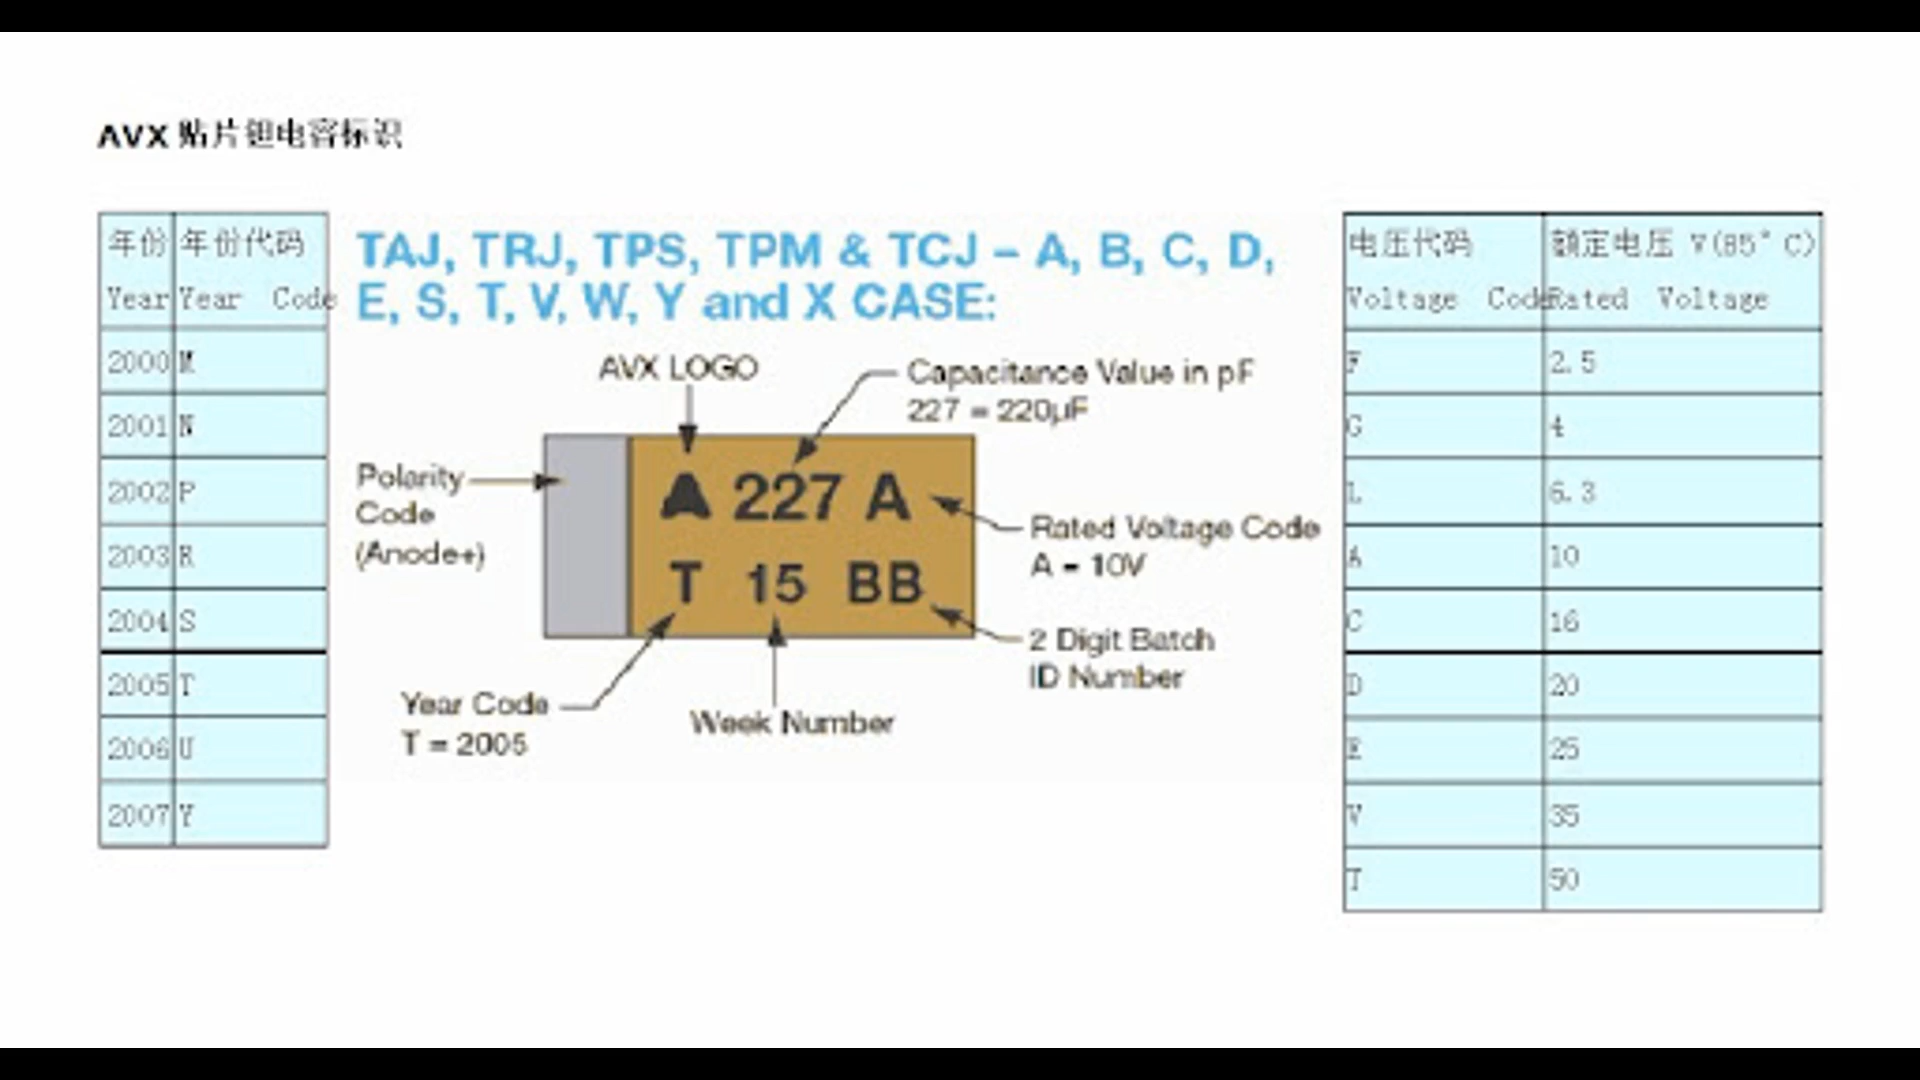 AVX 贴片钽电容标识
年份 年份代码
Year Year Code
2000 M
2001 N
2002 P
2003 R
2004 S
2005 T
2006 U
2007 Y
TAJ, TRJ, TPS, TPM & TCJ – A, B, C, D,
E, S, T, V, W, Y and X CASE:
AVX LOGO
Capacitance Value in pF
227 = 220µF
Polarity
Code
(Anode+)
A 227 A
T 15 BB
Rated Voltage Code
A = 10V
2 Digit Batch
ID Number
Year Code
T = 2005
Week Number
电压代码 额定电压 V(85°C)
Voltage Code Rated Voltage
F 2.5
G 4
L 6.3
A 10
C 16
D 20
E 25
V 35
T 50